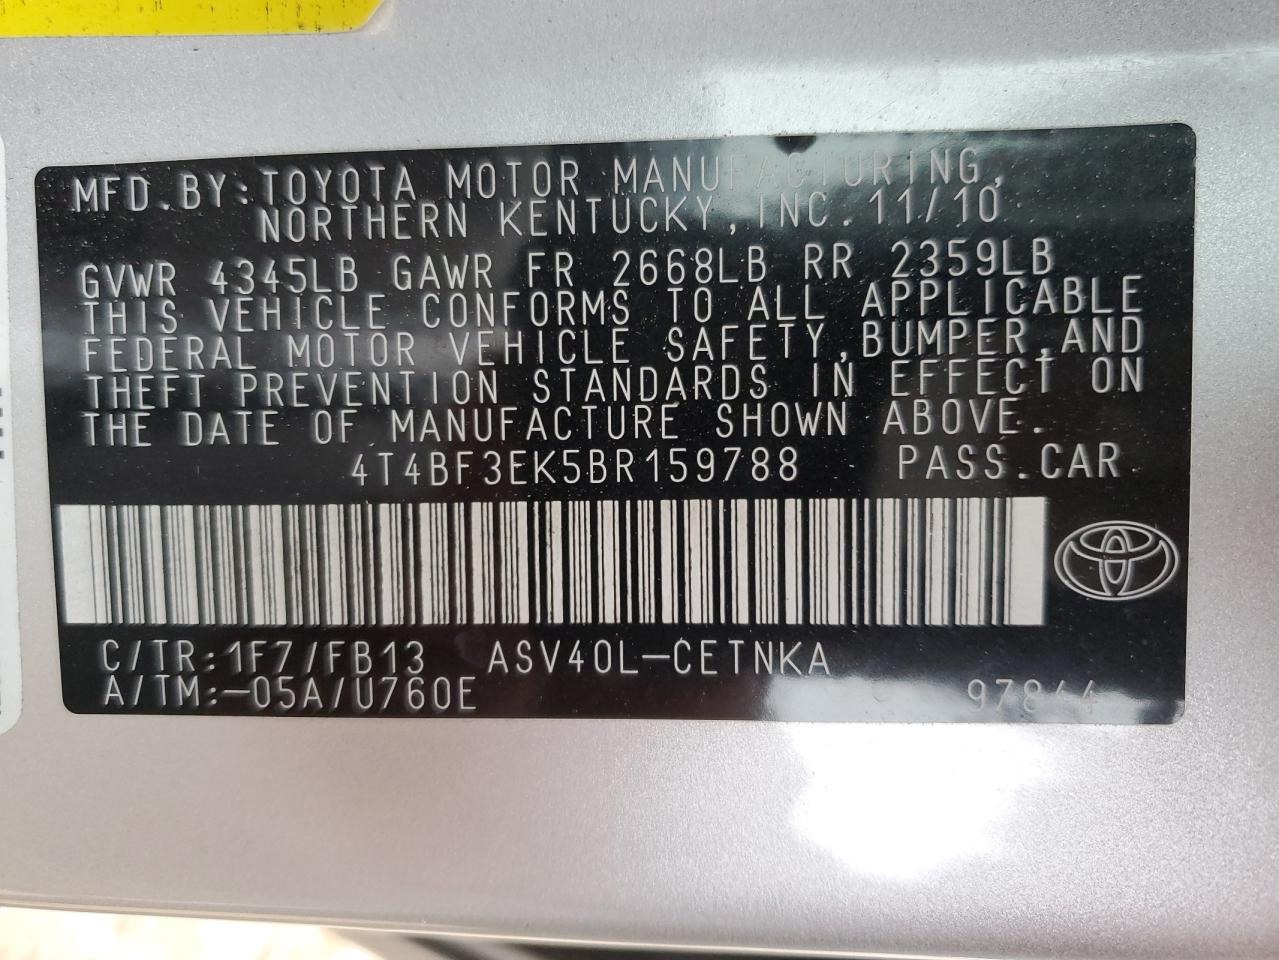 MFD.BY:TOYOTA MOTOR MANUFACTURING,
NORTHERN KENTUCKY,INC.11/10
GVWR 4345LB GAWR FR 2668LB RR 2359LB
THIS VEHICLE CONFORMS TO ALL APPLICABLE
FEDERAL MOTOR VEHICLE SAFETY,BUMPER,AND
THEFT PREVENTION STANDARDS IN EFFECT ON
THE DATE OF MANUFACTURE SHOWN ABOVE.
4T4BF3EK5BR159788 PASS.CAR
C/TR:1F7/FB13 ASV40L-CETNKA
A/TM:-05A/U760E